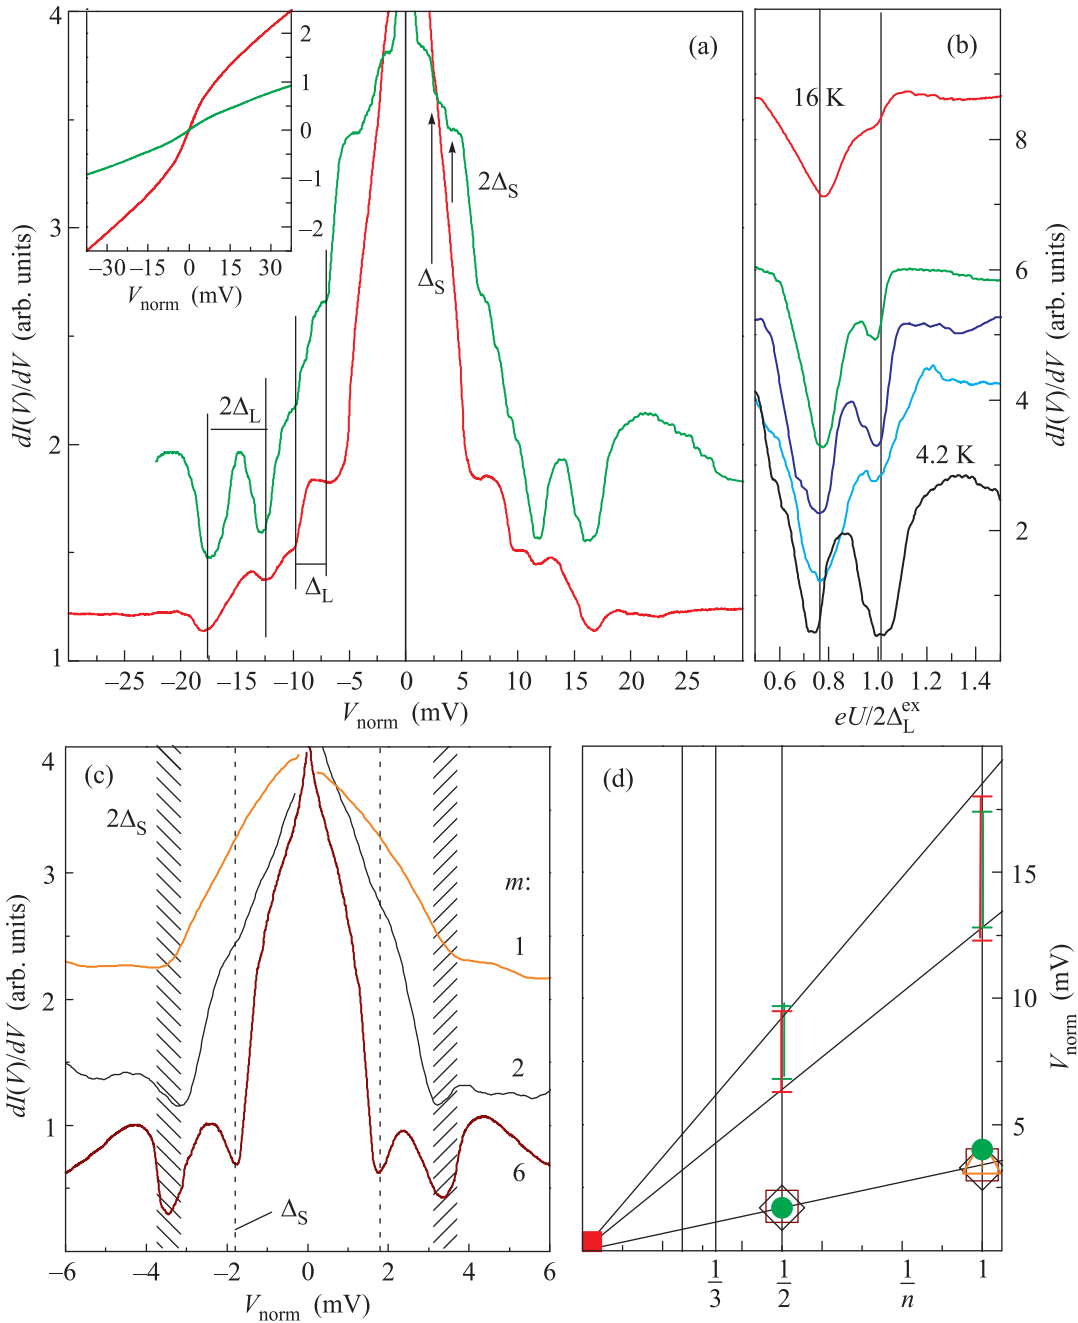 (a)
4
3
2
1
dI(V)/dV (arb. units)
−25 −20 −15 −10 −5 0 5 10 15 20 25
V_norm (mV)
2
1
0
−1
−2
−30 −15 0 15 30
V_norm (mV)
2Δ_S
Δ_S
2Δ_L
Δ_L
(b)
16 K
4.2 K
8
6
4
2
dI(V)/dV (arb. units)
0.6 0.8 1.0 1.2 1.4
eU/2Δ_L^ex
(c)
4
3
2
1
dI(V)/dV (arb. units)
2Δ_S
m:
1
2
6
Δ_S
−6 −4 −2 0 2 4 6
V_norm (mV)
(d)
15
10
5
V_norm (mV)
1/3 1/2 1/n 1